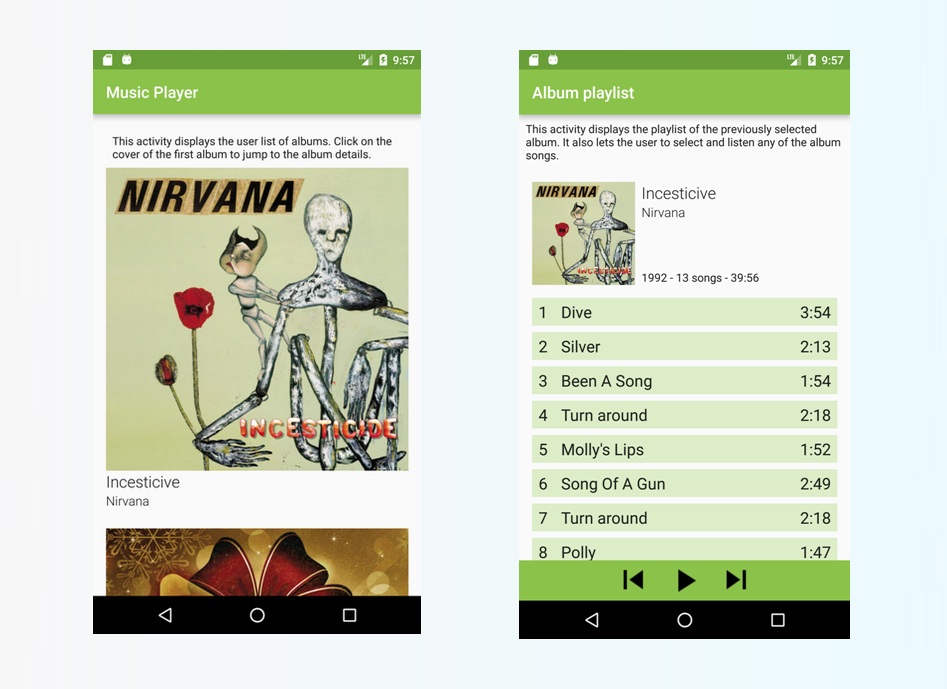 LTE 9:57
Music Player
This activity displays the user list of albums. Click on the
cover of the first album to jump to the album details.
NIRVANA
INCESTICIDE
Incesticive
Nirvana
LTE 9:57
Album playlist
This activity displays the playlist of the previously selected
album. It also lets the user to select and listen any of the album
songs.
NIRVANA
INCESTICIDE
Incesticive
Nirvana
1992 - 13 songs - 39:56
1 Dive 3:54
2 Silver 2:13
3 Been A Song 1:54
4 Turn around 2:18
5 Molly's Lips 1:52
6 Song Of A Gun 2:49
7 Turn around 2:18
8 Polly 1:47